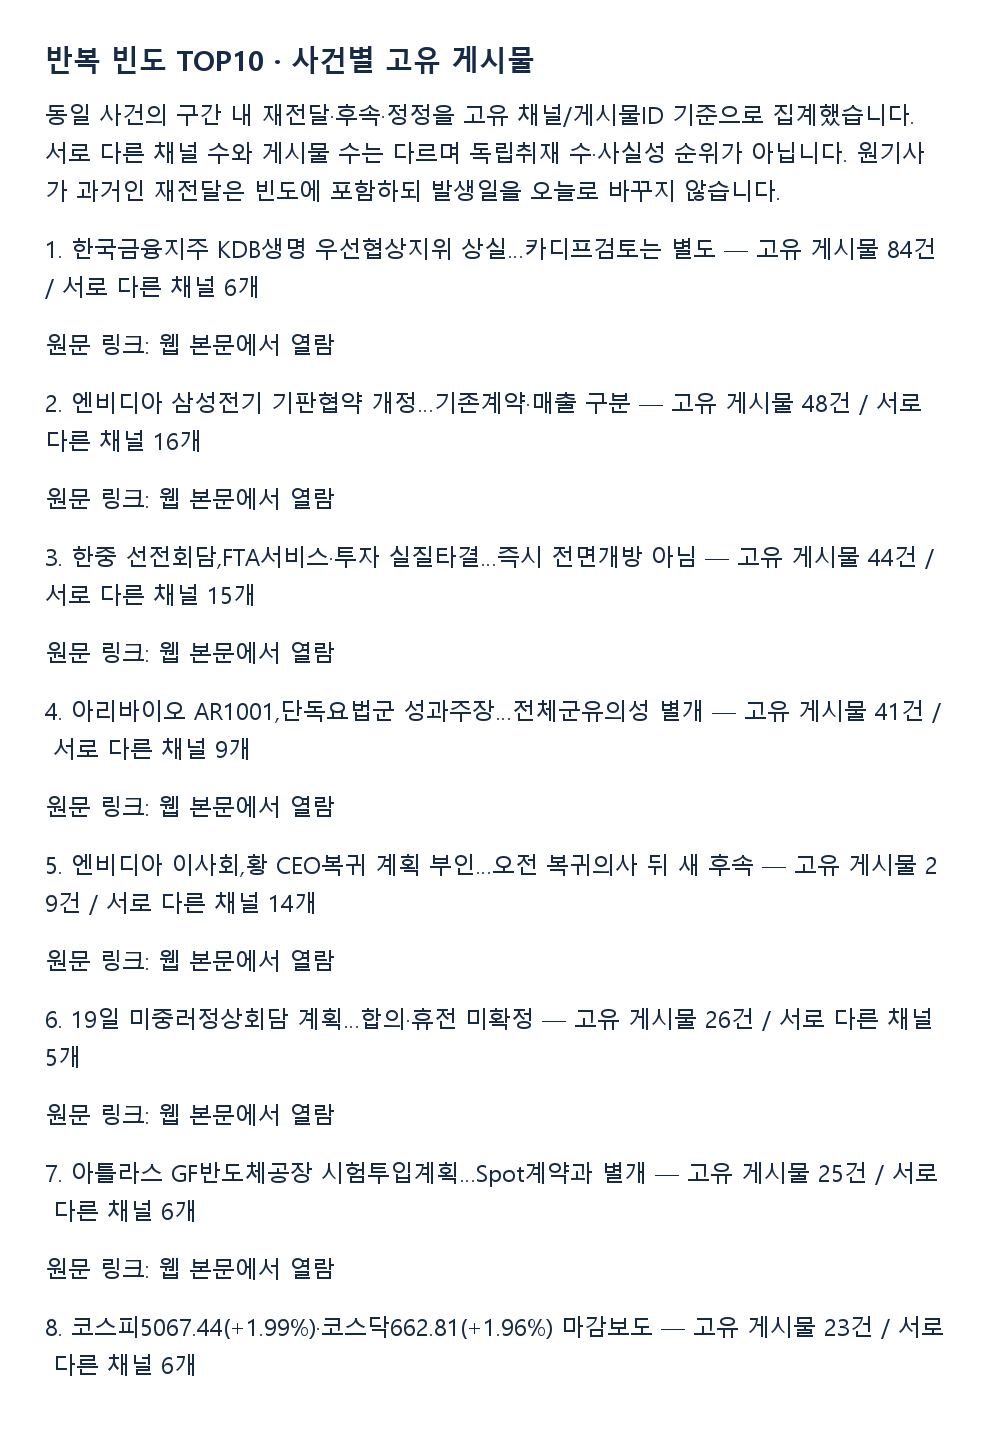 반복 빈도 TOP10 · 사건별 고유 게시물
동일 사건의 구간 내 재전달·후속·정정을 고유 채널/게시물ID 기준으로 집계했습니다.
서로 다른 채널 수와 게시물 수는 다르며 독립취재 수·사실성 순위가 아닙니다. 원기사
가 과거인 재전달은 빈도에 포함하되 발생일을 오늘로 바꾸지 않습니다.
1. 한국금융지주 KDB생명 우선협상지위 상실…카디프검토는 별도 — 고유 게시물 84건
/ 서로 다른 채널 6개
원문 링크: 웹 본문에서 열람
2. 엔비디아 삼성전기 기판협약 개정…기존계약·매출 구분 — 고유 게시물 48건 / 서로
다른 채널 16개
원문 링크: 웹 본문에서 열람
3. 한중 선전회담,FTA서비스·투자 실질타결…즉시 전면개방 아님 — 고유 게시물 44건 /
서로 다른 채널 15개
원문 링크: 웹 본문에서 열람
4. 아리바이오 AR1001,단독요법군 성과주장…전체군유의성 별개 — 고유 게시물 41건 /
서로 다른 채널 9개
원문 링크: 웹 본문에서 열람
5. 엔비디아 이사회,황 CEO복귀 계획 부인…오전 복귀의사 뒤 새 후속 — 고유 게시물 2
9건 / 서로 다른 채널 14개
원문 링크: 웹 본문에서 열람
6. 19일 미중러정상회담 계획…합의·휴전 미확정 — 고유 게시물 26건 / 서로 다른 채널
5개
원문 링크: 웹 본문에서 열람
7. 아틀라스 GF반도체공장 시험투입계획…Spot계약과 별개 — 고유 게시물 25건 / 서로
다른 채널 6개
원문 링크: 웹 본문에서 열람
8. 코스피5067.44(+1.99%)·코스닥662.81(+1.96%) 마감보도 — 고유 게시물 23건 / 서로
다른 채널 6개